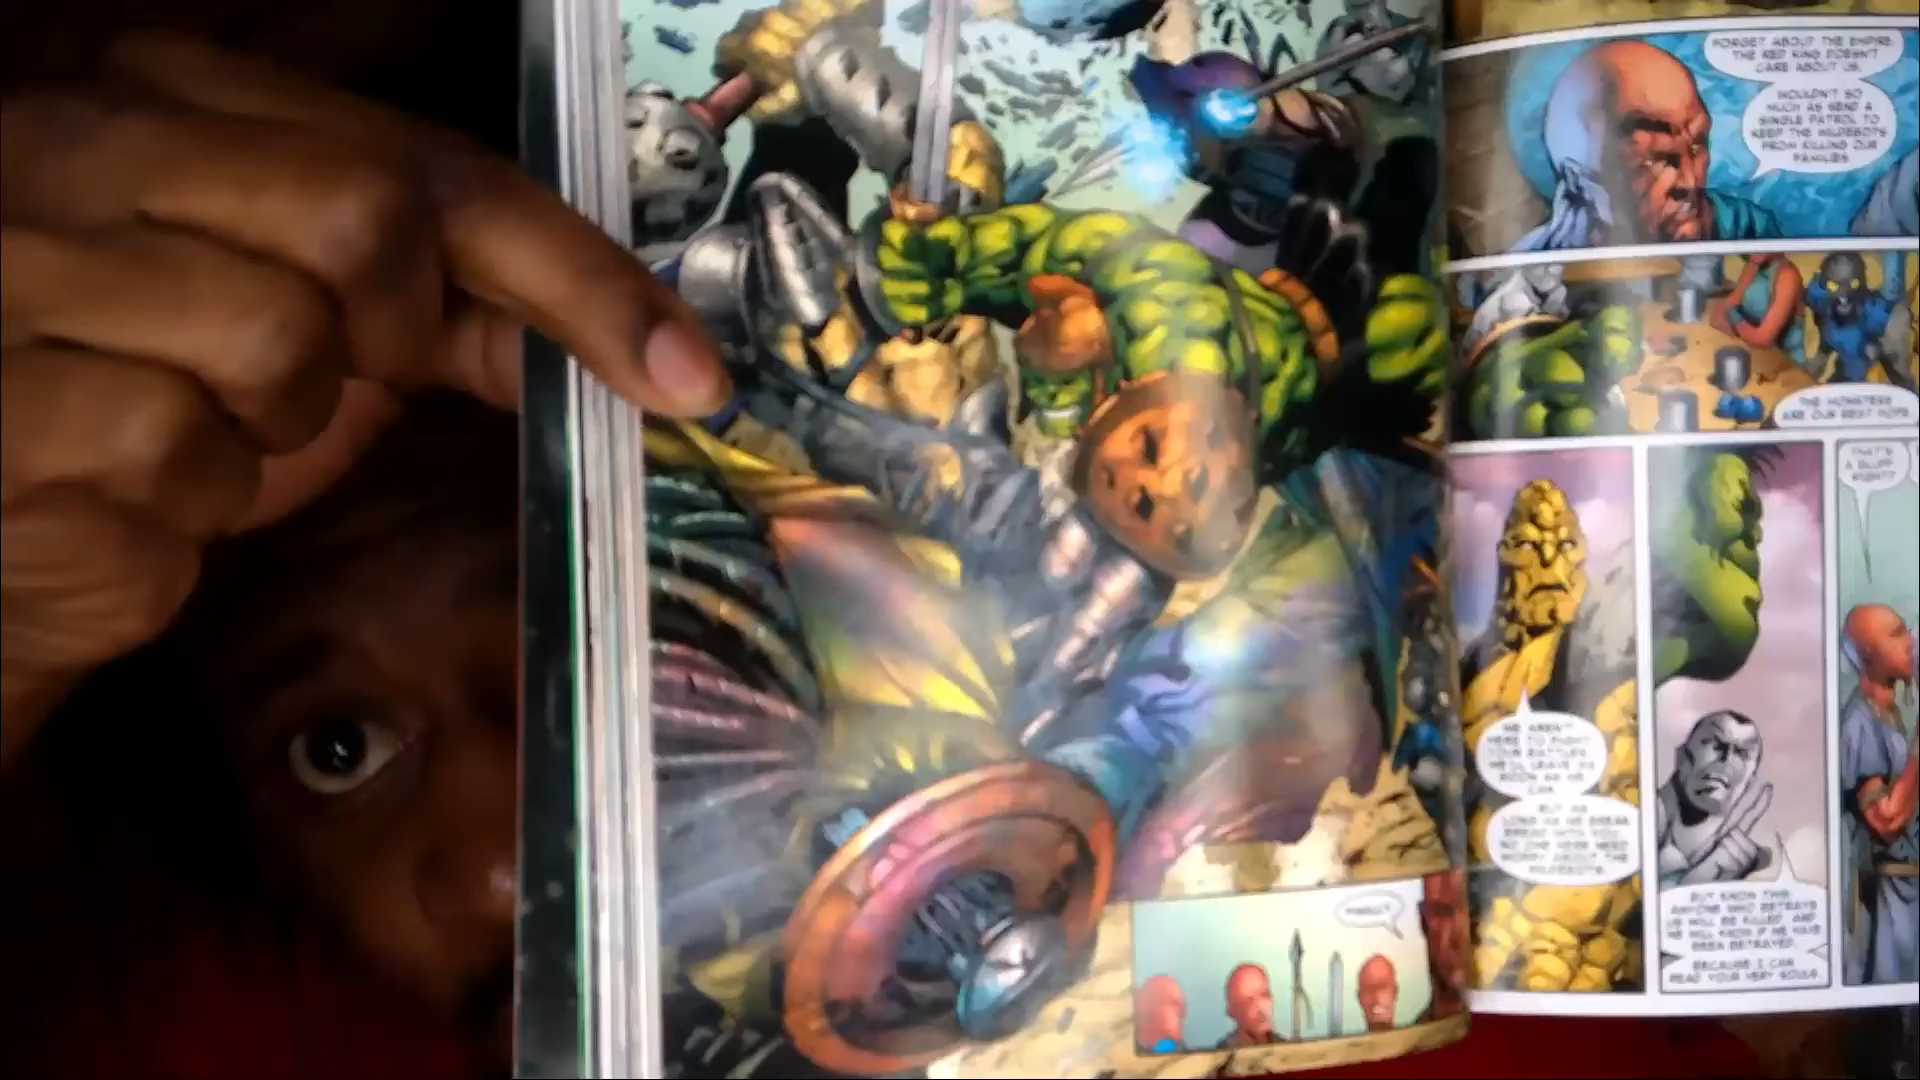 FINALLY.
FORGET ABOUT THE EMPIRE.
THE RED KING DOESN'T
CARE ABOUT US.
WOULDN'T SO
MUCH AS SEND A
SINGLE PATROL TO
KEEP THE WILDEBOTS
FROM KILLING OUR
FAMILIES.
THE MONSTERS
ARE OUR BEST HOPE.
WE AREN'T
HERE TO FIGHT
YOUR BATTLES.
WE'LL LEAVE AS
SOON AS WE
CAN.
BUT AS
LONG AS WE BREAK
BREAD WITH YOU,
NO ONE HERE NEED
WORRY ABOUT THE
WILDEBOTS.
BUT KNOW THIS:
ANYONE WHO BETRAYS
US WILL BE KILLED. AND
WE WILL KNOW IF WE HAVE
BEEN BETRAYED.
BECAUSE I CAN
READ YOUR VERY SOULS.
THAT'S
A BLUFF,
RIGHT?